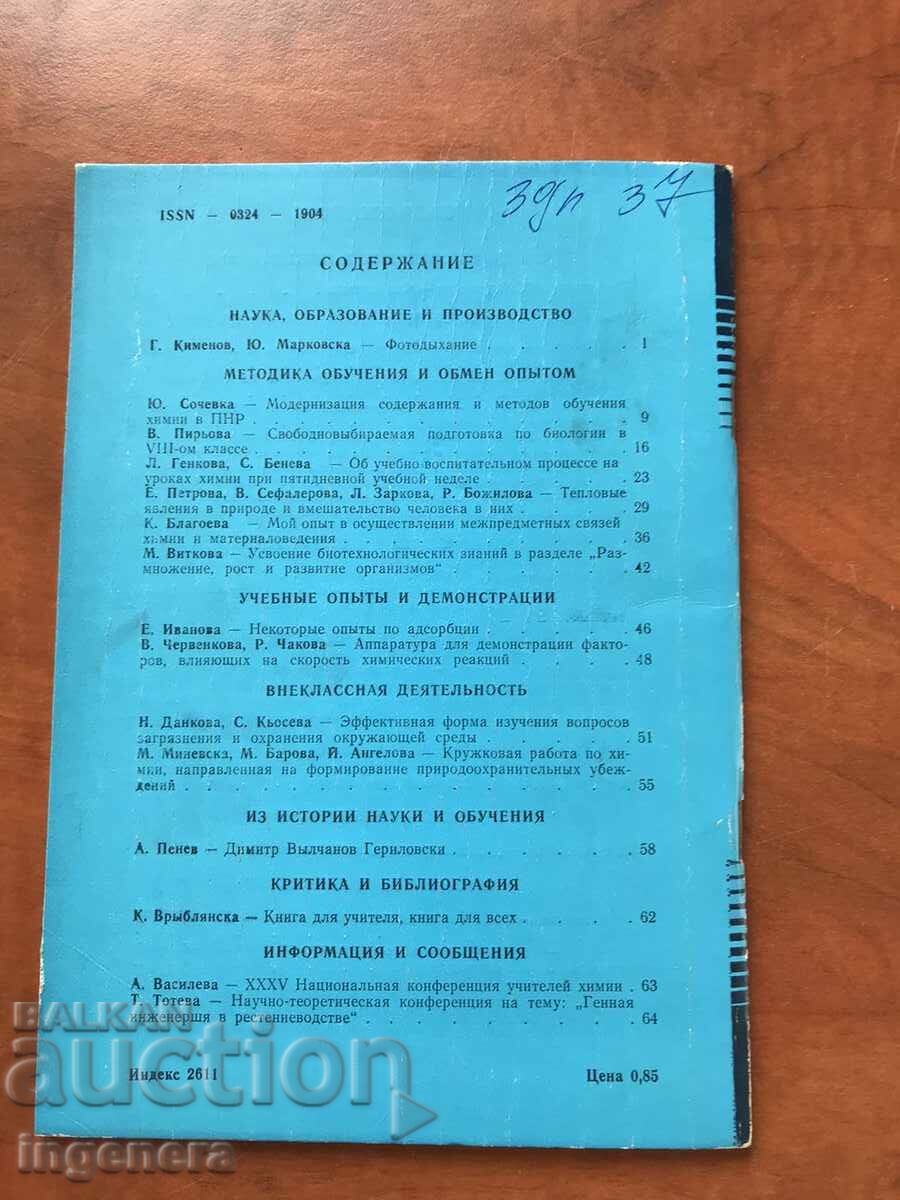 здп 37
ISSN — 0324 — 1904
СОДЕРЖАНИЕ
НАУКА, ОБРАЗОВАНИЕ И ПРОИЗВОДСТВО
Г. Кименов, Ю. Марковска — Фотодыхание . . . . . 1
МЕТОДИКА ОБУЧЕНИЯ И ОБМЕН ОПЫТОМ
Ю. Сочевка — Модернизация содержания и методов обучения
химии в ПНР . . . . . . . . . . . . 9
В. Пирьова — Свободновыбираемая подготовка по биологии в
VIII-ом классе . . . . . . . . . . . . 16
Л. Генкова, С. Бенева — Об учебно воспитательном процессе на
уроках химии при пятидневной учебной неделе . . . . . 23
Е. Петрова, В. Сефалерова, Л. Заркова, Р. Божилова — Тепловые
явления в природе и вмешательство человека в них . . . . 29
К. Благоева — Мой опыт в осуществлении межпредметных связей
химии и материаловедения . . . . . . . . . 36
М. Виткова — Усвоение биотехнологических знаний в разделе „Раз-
множение, рост и развитие организмов“ . . . . . . 42
УЧЕБНЫЕ ОПЫТЫ И ДЕМОНСТРАЦИИ
Е. Иванова — Некоторые опыты по адсорбции . . . . . 46
В. Червенкова, Р. Чакова — Аппаратура для демонстрации факто-
ров, влияющих на скорость химических реакций . . . . 48
ВНЕКЛАССНАЯ ДЕЯТЕЛЬНОСТЬ
Н. Данкова, С. Кьосева — Эффективная форма изучения вопросов
загрязнения и охранения окружающей среды . . . . . 51
М. Миневска, М. Барова, Й. Ангелова — Кружковая работа по хи-
мии, направленная на формирование природоохранительных убеж-
дений . . . . . . . . . . . . . . 55
ИЗ ИСТОРИИ НАУКИ И ОБУЧЕНИЯ
А. Пенев — Димитр Вылчанов Гериловски . . . . . . 58
КРИТИКА И БИБЛИОГРАФИЯ
К. Врыблянска — Книга для учителя, книга для всех . . . . 62
ИНФОРМАЦИЯ И СООБЩЕНИЯ
А. Василева — XXXV Национальная конференция учителей химии . 63
Т. Тотева — Научно-теоретическая конференция на тему: „Генная
инженершя в рестениеводстве“ . . . . . . . . . 64
Индекс 2611 Цена 0,85
BALKAN
auction
ingenera